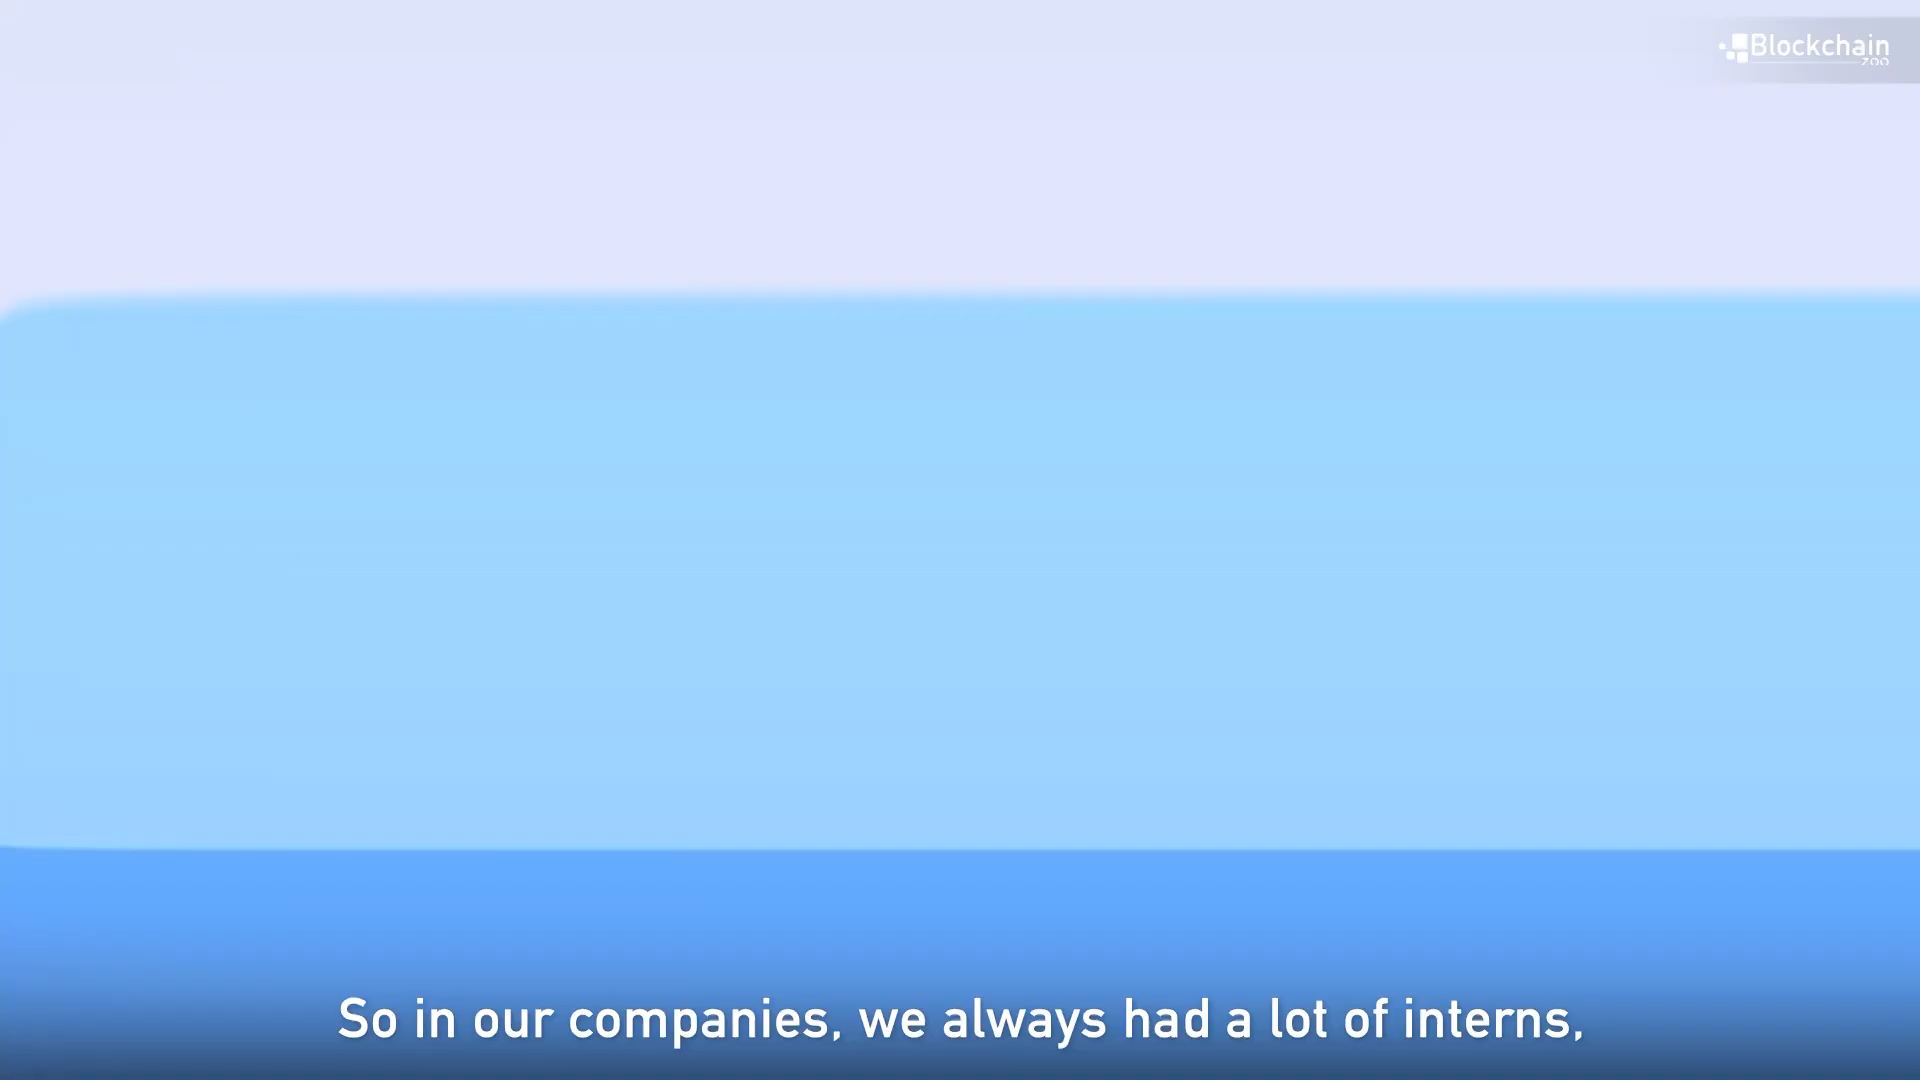 Blockchain
ZOO
So in our companies, we always had a lot of interns,